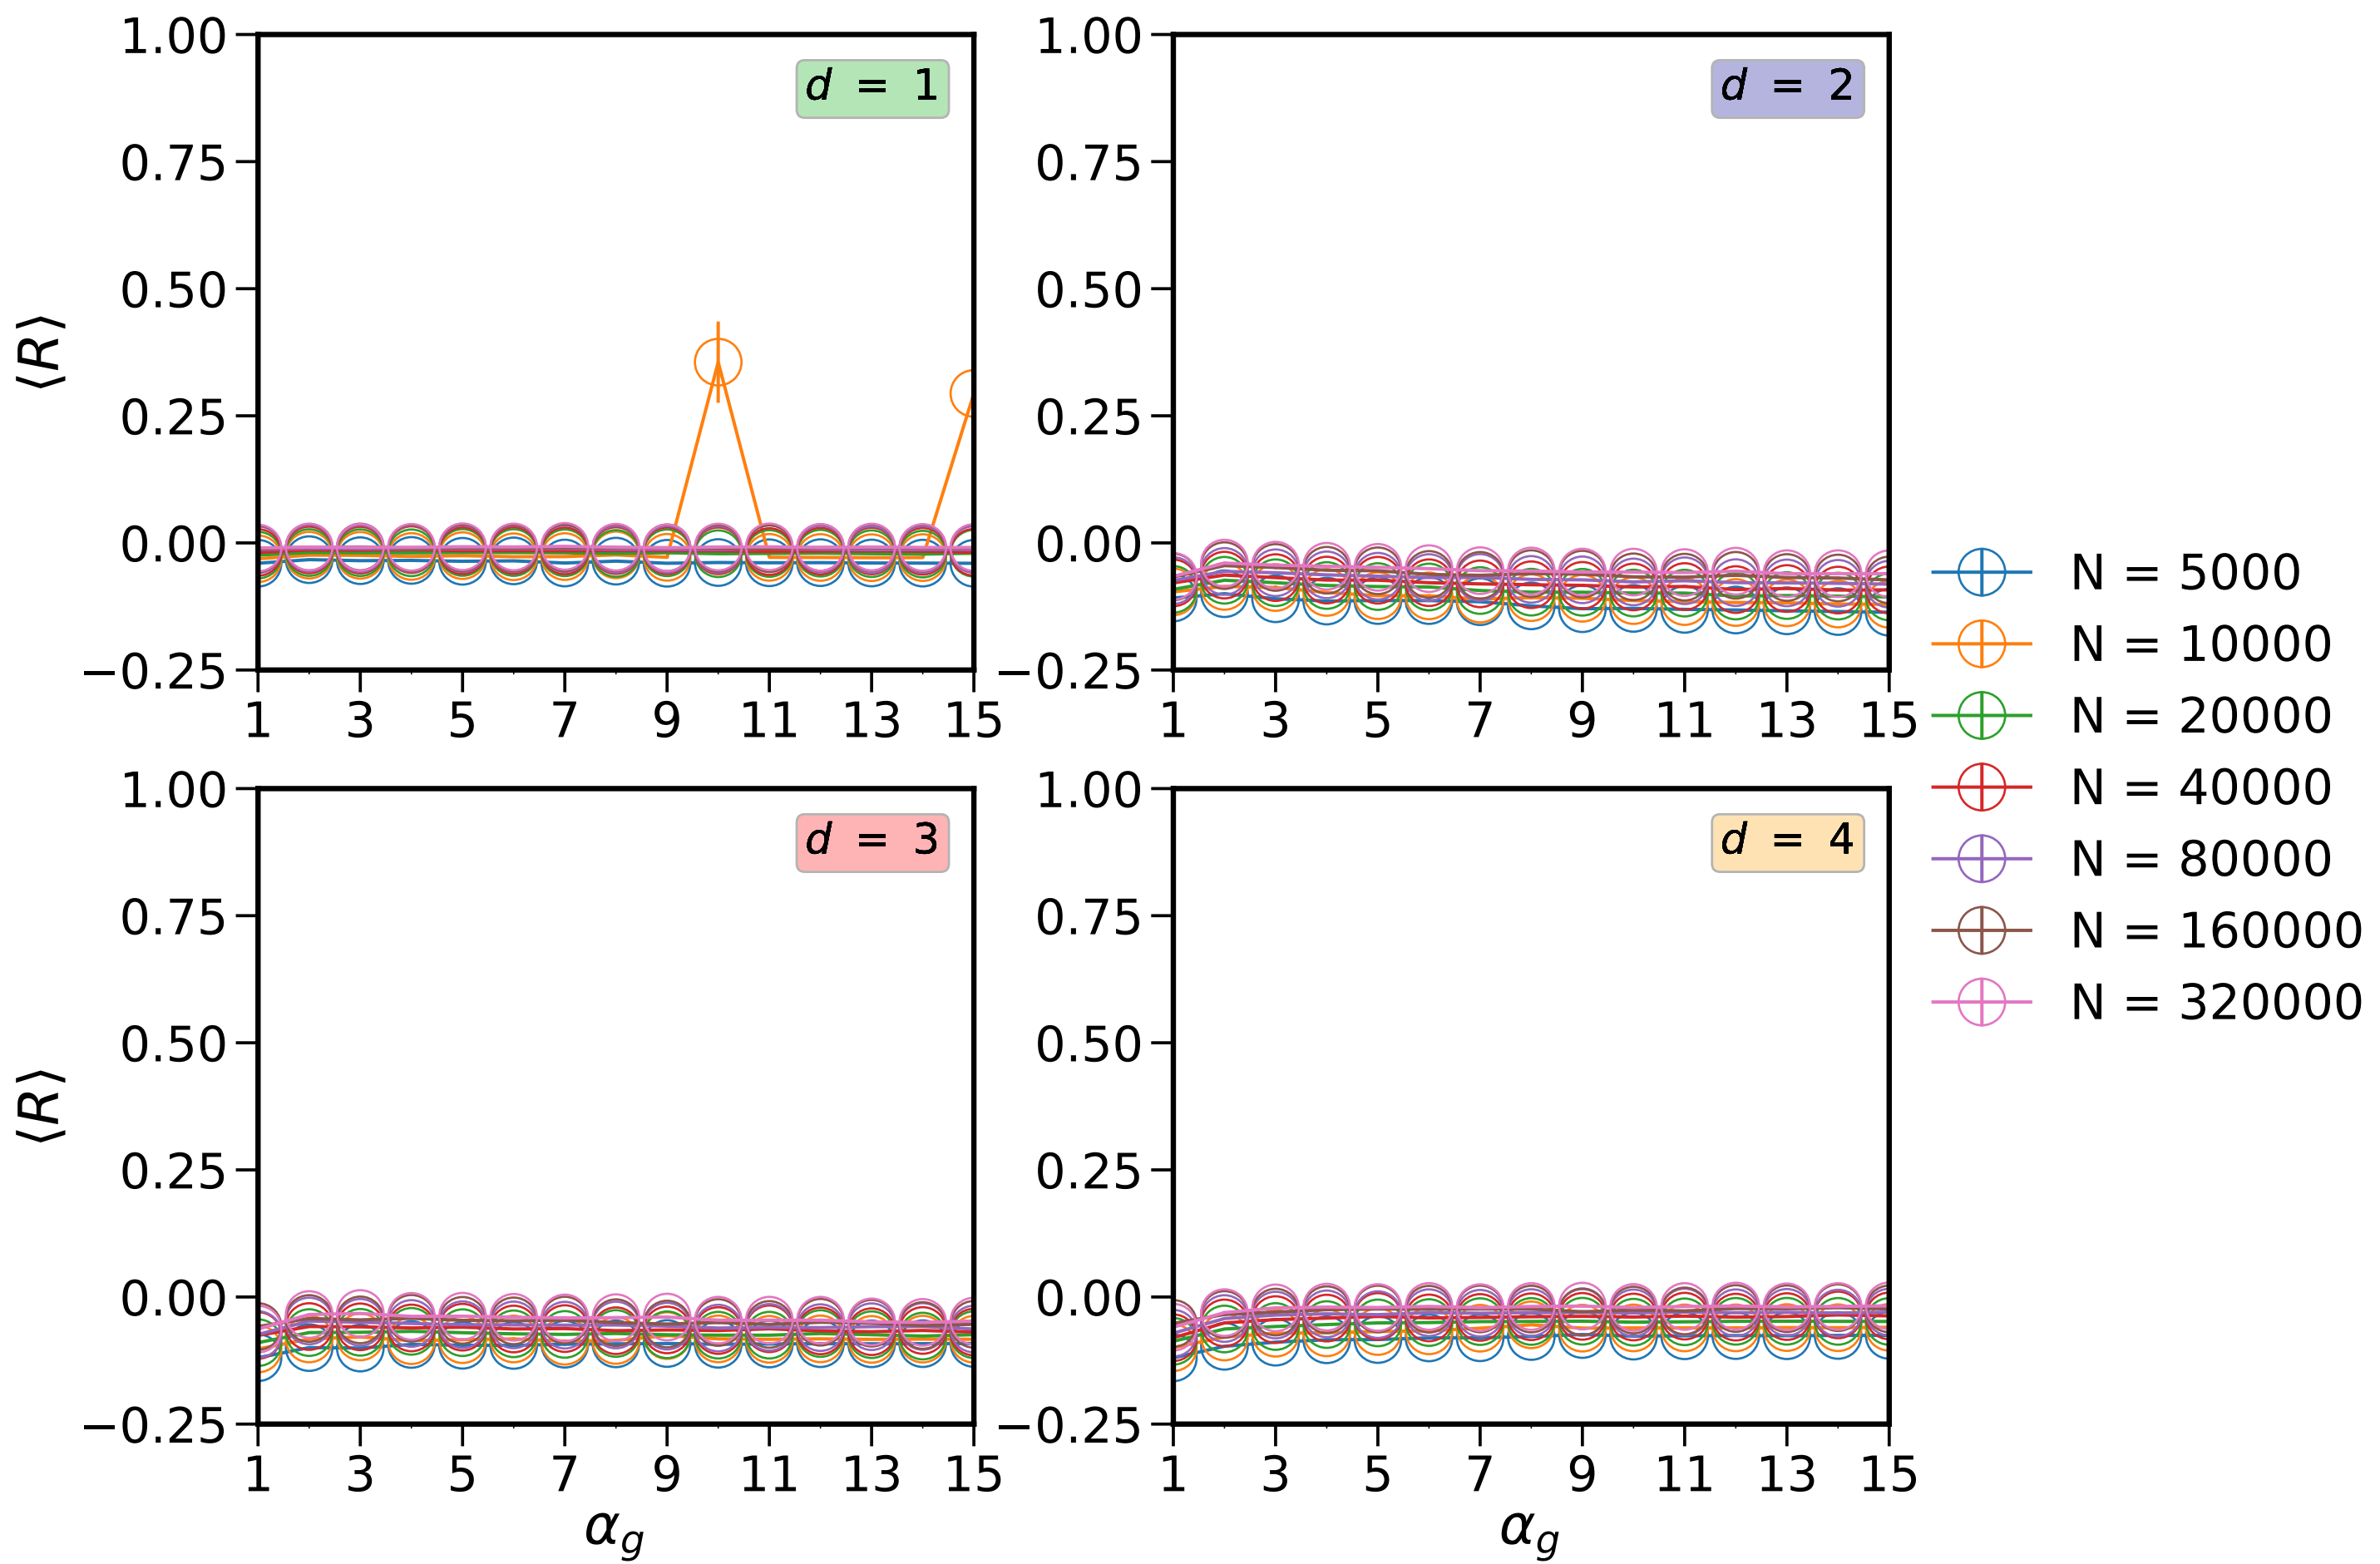 1.00
0.75
0.50
0.25
0.00
−0.25
⟨R⟩
d = 1
1 3 5 7 9 11 13 15
1.00
0.75
0.50
0.25
0.00
−0.25
d = 2
1 3 5 7 9 11 13 15
N = 5000
N = 10000
N = 20000
N = 40000
N = 80000
N = 160000
N = 320000
1.00
0.75
0.50
0.25
0.00
−0.25
⟨R⟩
d = 3
1 3 5 7 9 11 13 15
α_g
1.00
0.75
0.50
0.25
0.00
−0.25
d = 4
1 3 5 7 9 11 13 15
α_g